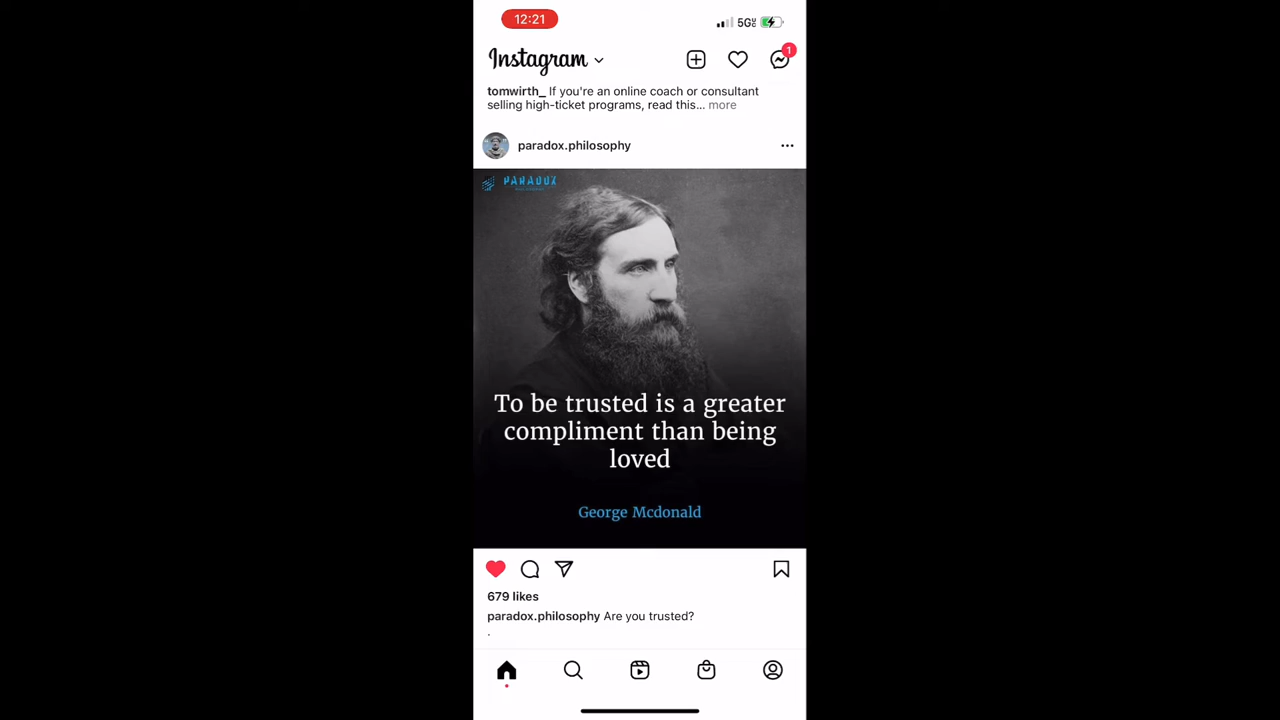 12:21
5G
Instagram
1
tomwirth_ If you're an online coach or consultant
selling high-ticket programs, read this... more
paradox.philosophy
PARADOX
To be trusted is a greater
compliment than being
loved
George Mcdonald
679 likes
paradox.philosophy Are you trusted?
.